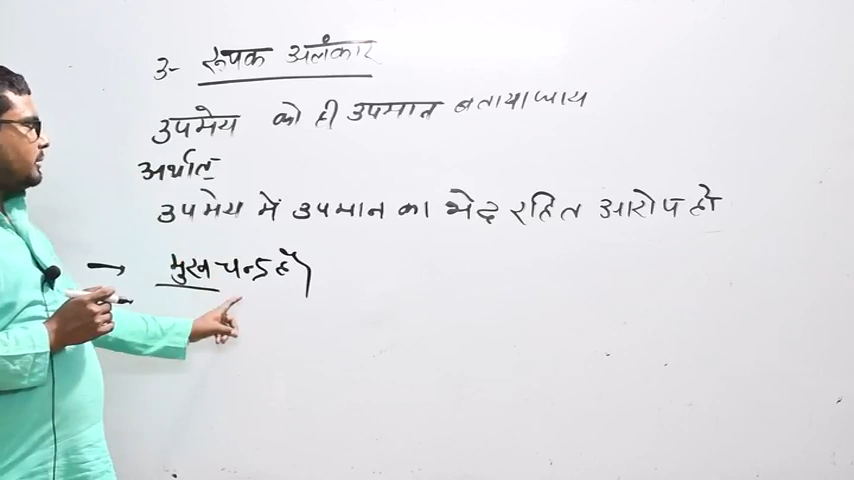 3- रूपक अलंकार
उपमेय को ही उपमान बताया जाय
अर्थात्
उपमेय में उपमान का भेद रहित आरोप हो
→ मुख चन्द्र है।